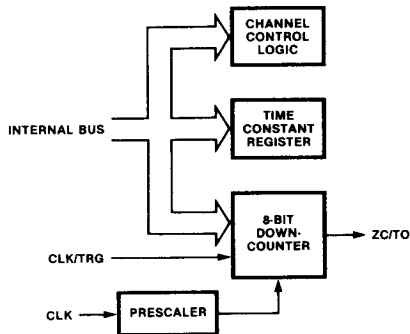 CHANNEL
CONTROL
LOGIC
INTERNAL BUS
TIME
CONSTANT
REGISTER
8-BIT
DOWN-
COUNTER
ZC/TO
CLK/TRG
CLK
PRESCALER